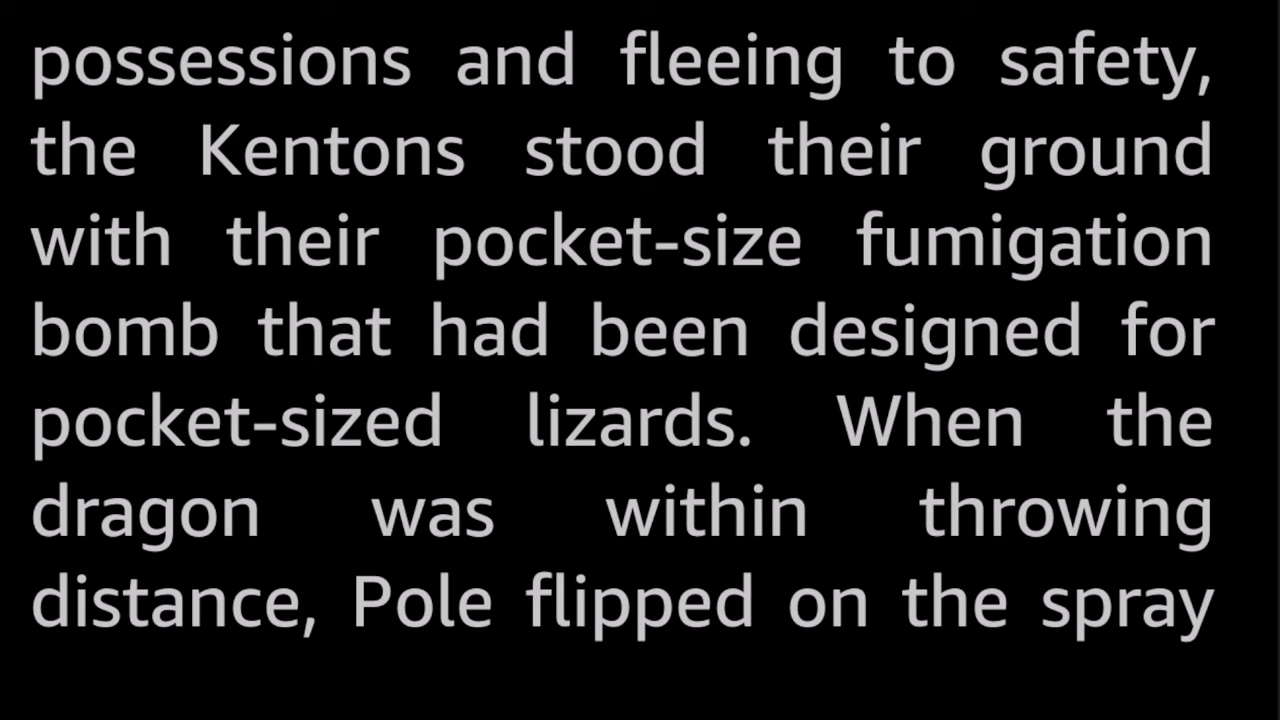 possessions and fleeing to safety,
the Kentons stood their ground
with their pocket-size fumigation
bomb that had been designed for
pocket-sized lizards. When the
dragon was within throwing
distance, Pole flipped on the spray